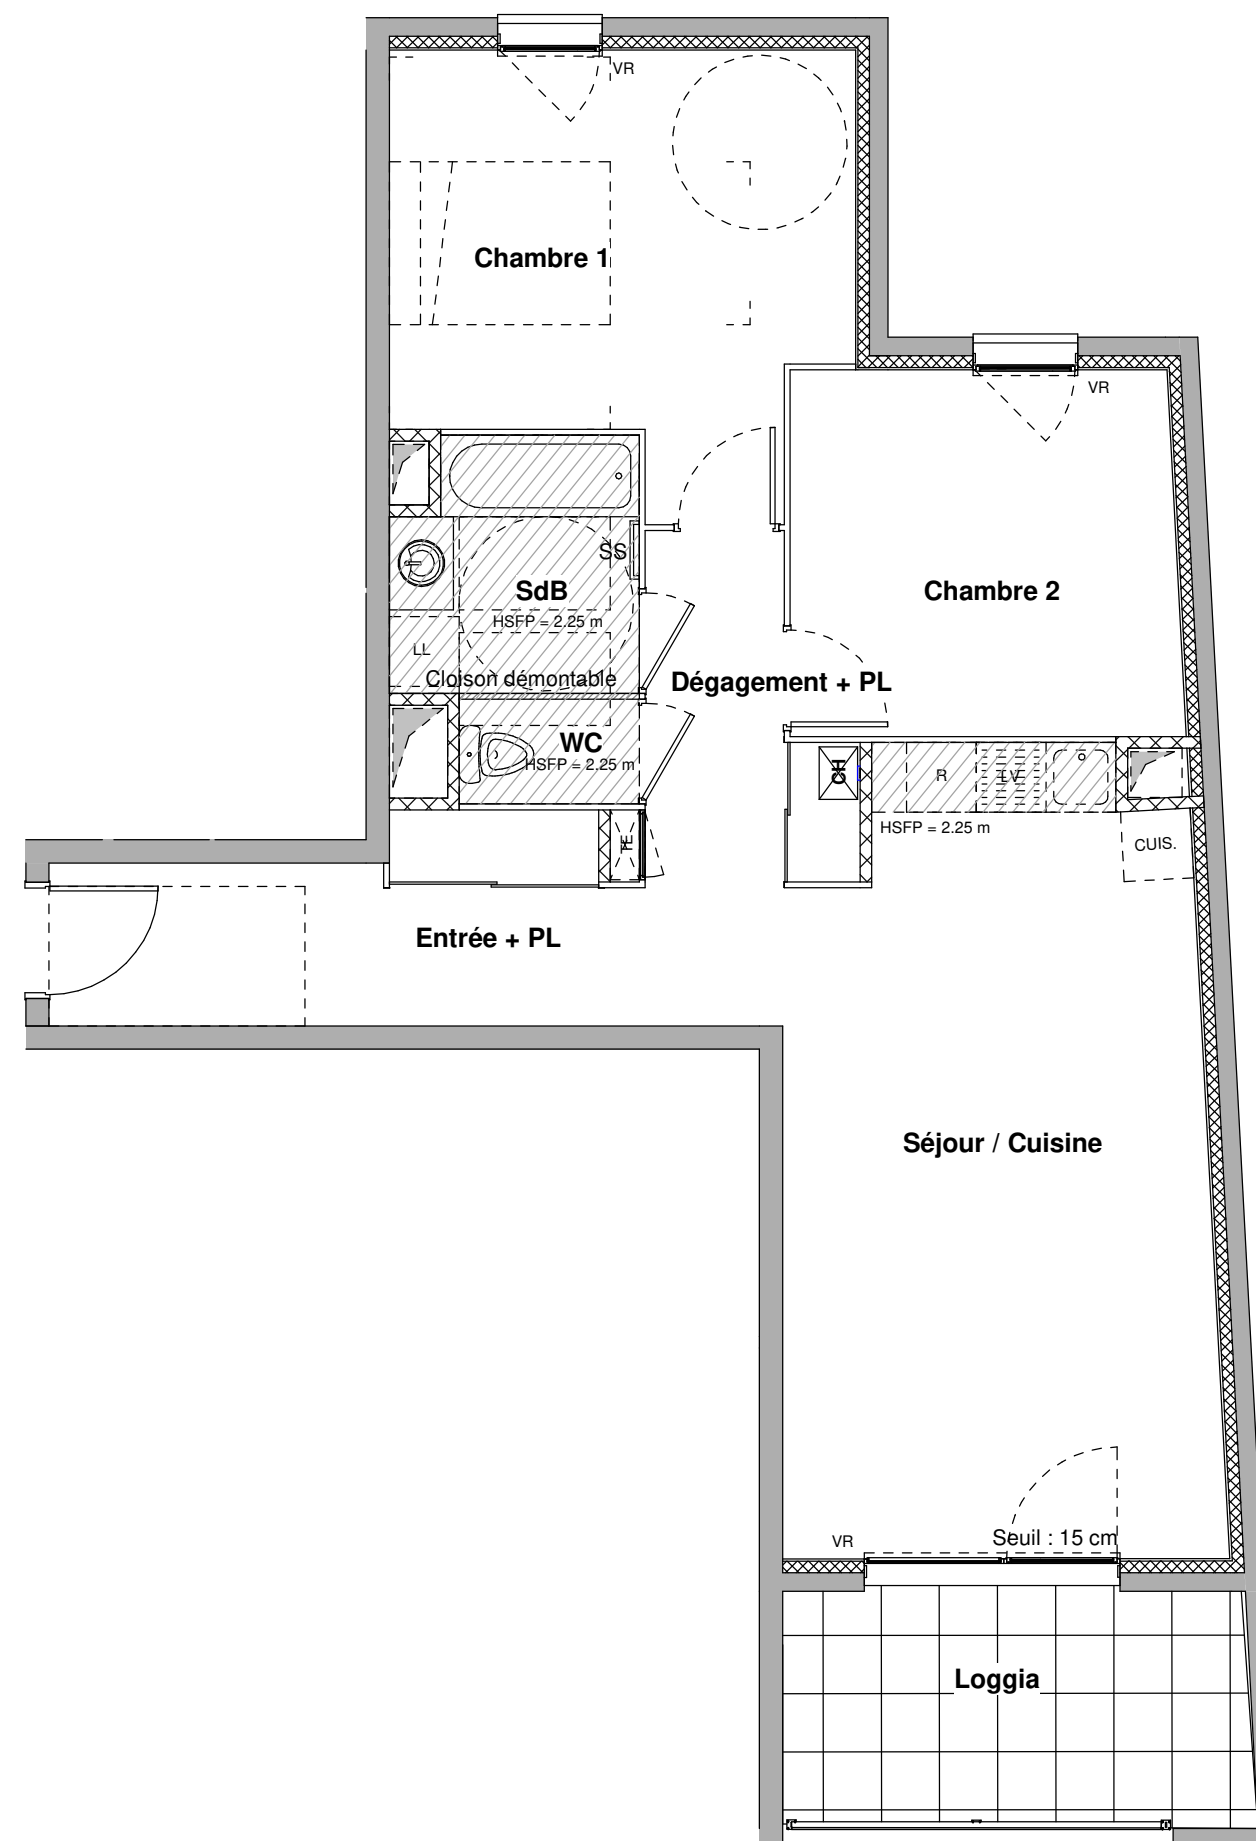 VR
Chambre 1
VR
SS
SdB
HSFP = 2.25 m
Chambre 2
LL
Cloison démontable
Dégagement + PL
WC
HSFP = 2.25 m
CH
R
LV
HSFP = 2.25 m
TE
CUIS.
Entrée + PL
Séjour / Cuisine
VR
Seuil : 15 cm
Loggia